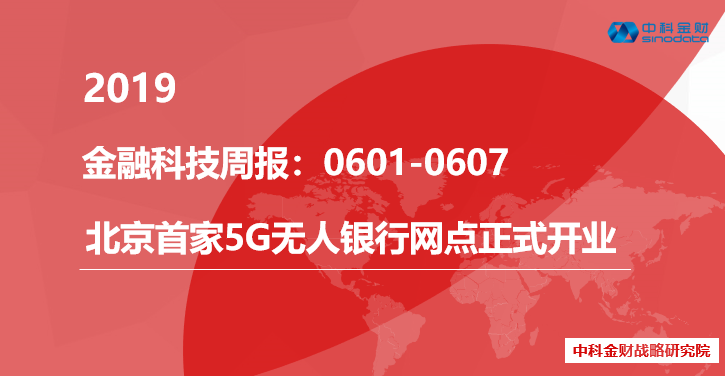 中科金财
sinodata
2019
金融科技周报：0601-0607
北京首家5G无人银行网点正式开业
中科金财战略研究院